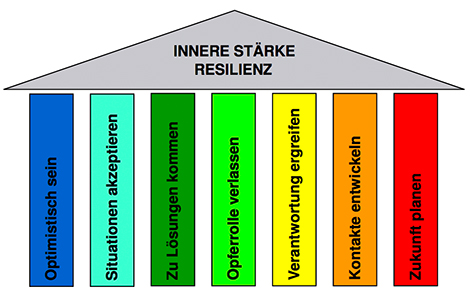 INNERE STÄRKE
RESILIENZ
Optimistisch sein
Situationen akzeptieren
Zu Lösungen kommen
Opferrolle verlassen
Verantwortung ergreifen
Kontakte entwickeln
Zukunft planen